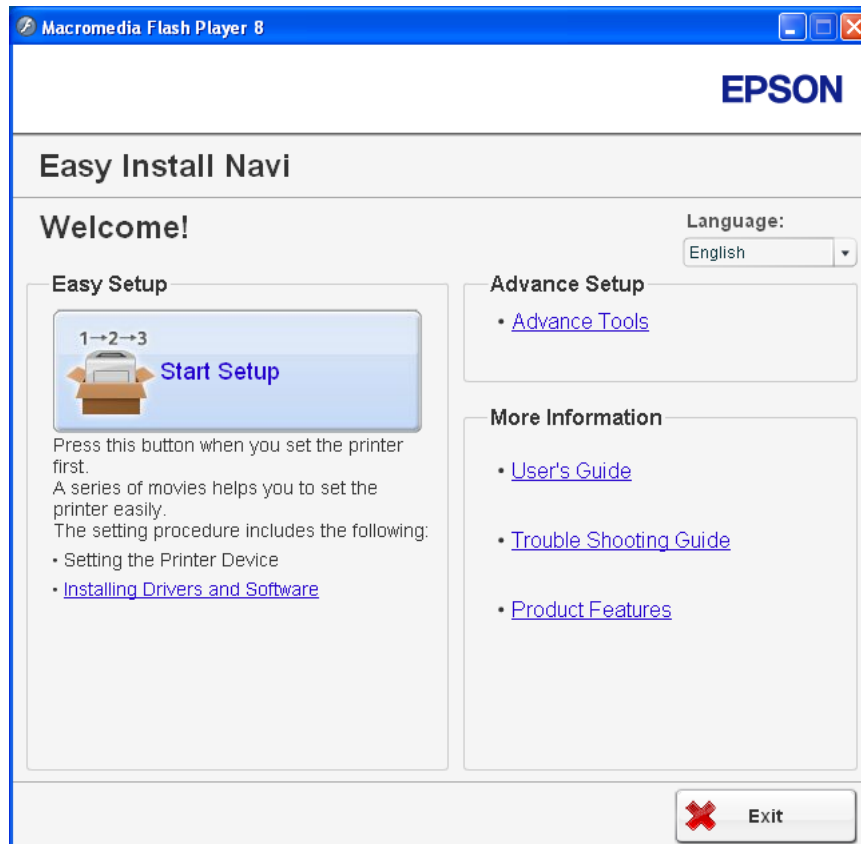 Macromedia Flash Player 8
EPSON
Easy Install Navi
Welcome!
Language:
English
Easy Setup
1→2→3
Start Setup
Press this button when you set the printer
first.
A series of movies helps you to set the
printer easily.
The setting procedure includes the following:
• Setting the Printer Device
• Installing Drivers and Software
Advance Setup
• Advance Tools
More Information
• User's Guide
• Trouble Shooting Guide
• Product Features
Exit